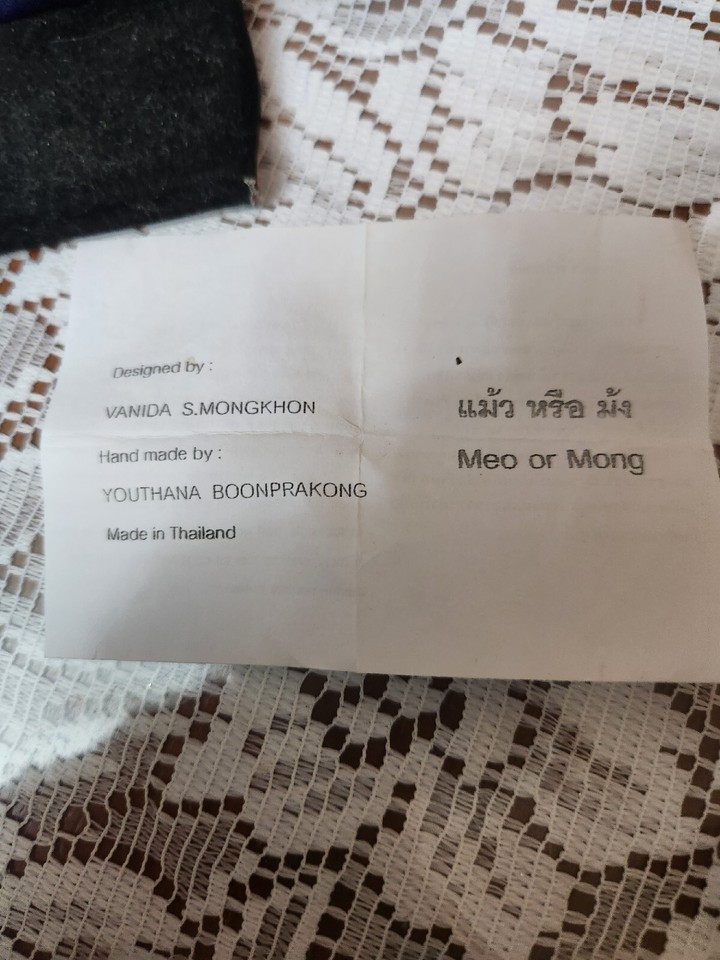 Designed by :
VANIDA S.MONGKHON
Hand made by :
YOUTHANA BOONPRAKONG
Made in Thailand
แม้ว หรือ ม้ง
Meo or Mong